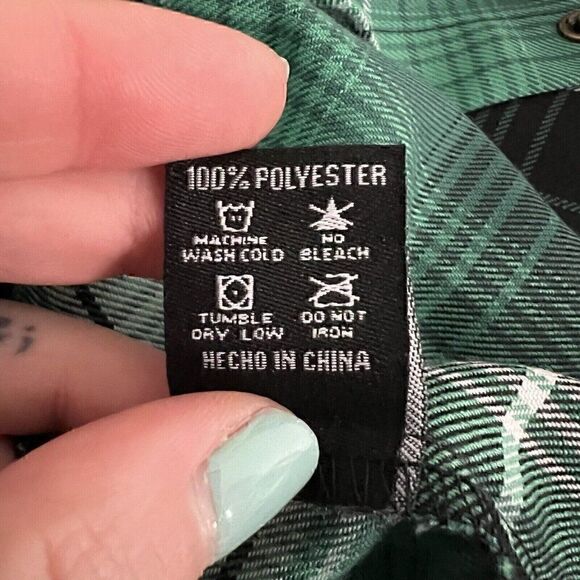 100% POLYESTER
MACHINE
WASH COLD
NO
BLEACH
TUMBLE
DRY LOW
DO NOT
IRON
HECHO IN CHINA